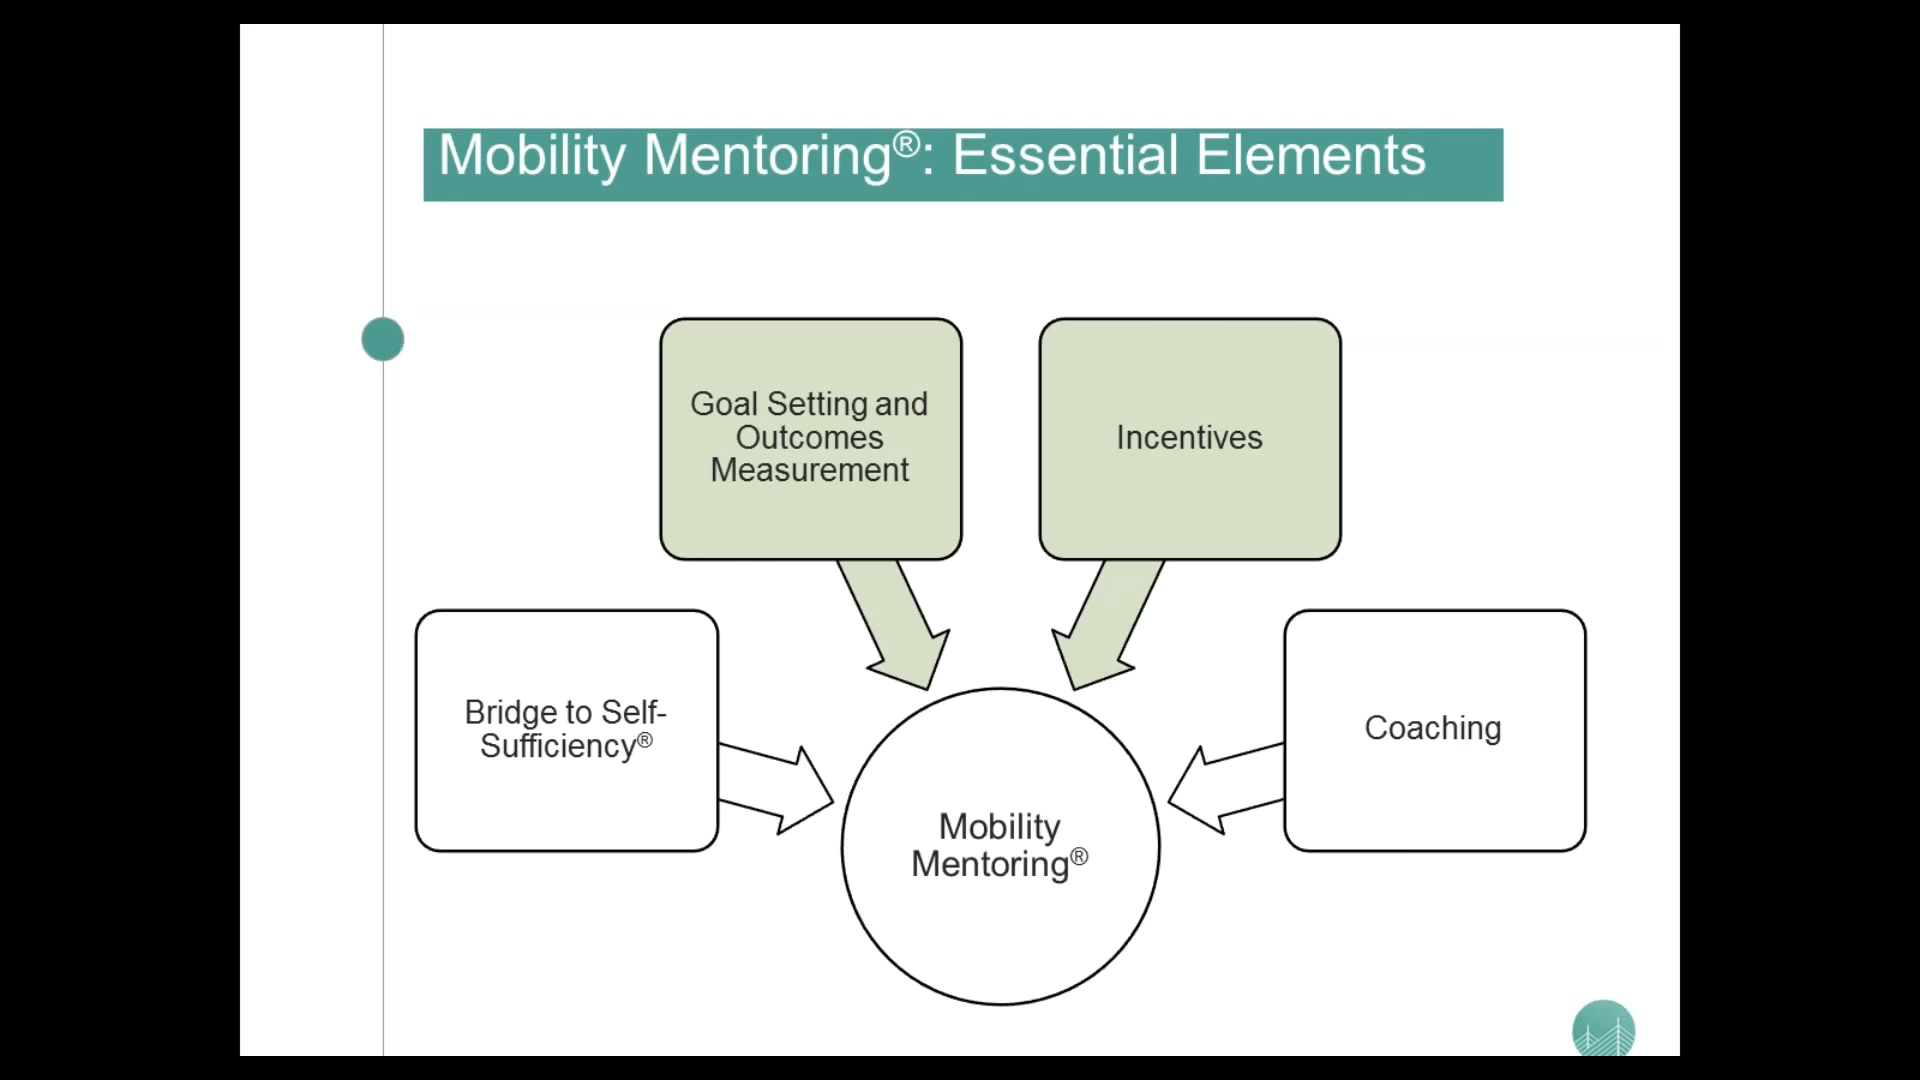 Mobility Mentoring®: Essential Elements
Goal Setting and
Outcomes
Measurement
Incentives
Bridge to Self-
Sufficiency®
Coaching
Mobility
Mentoring®